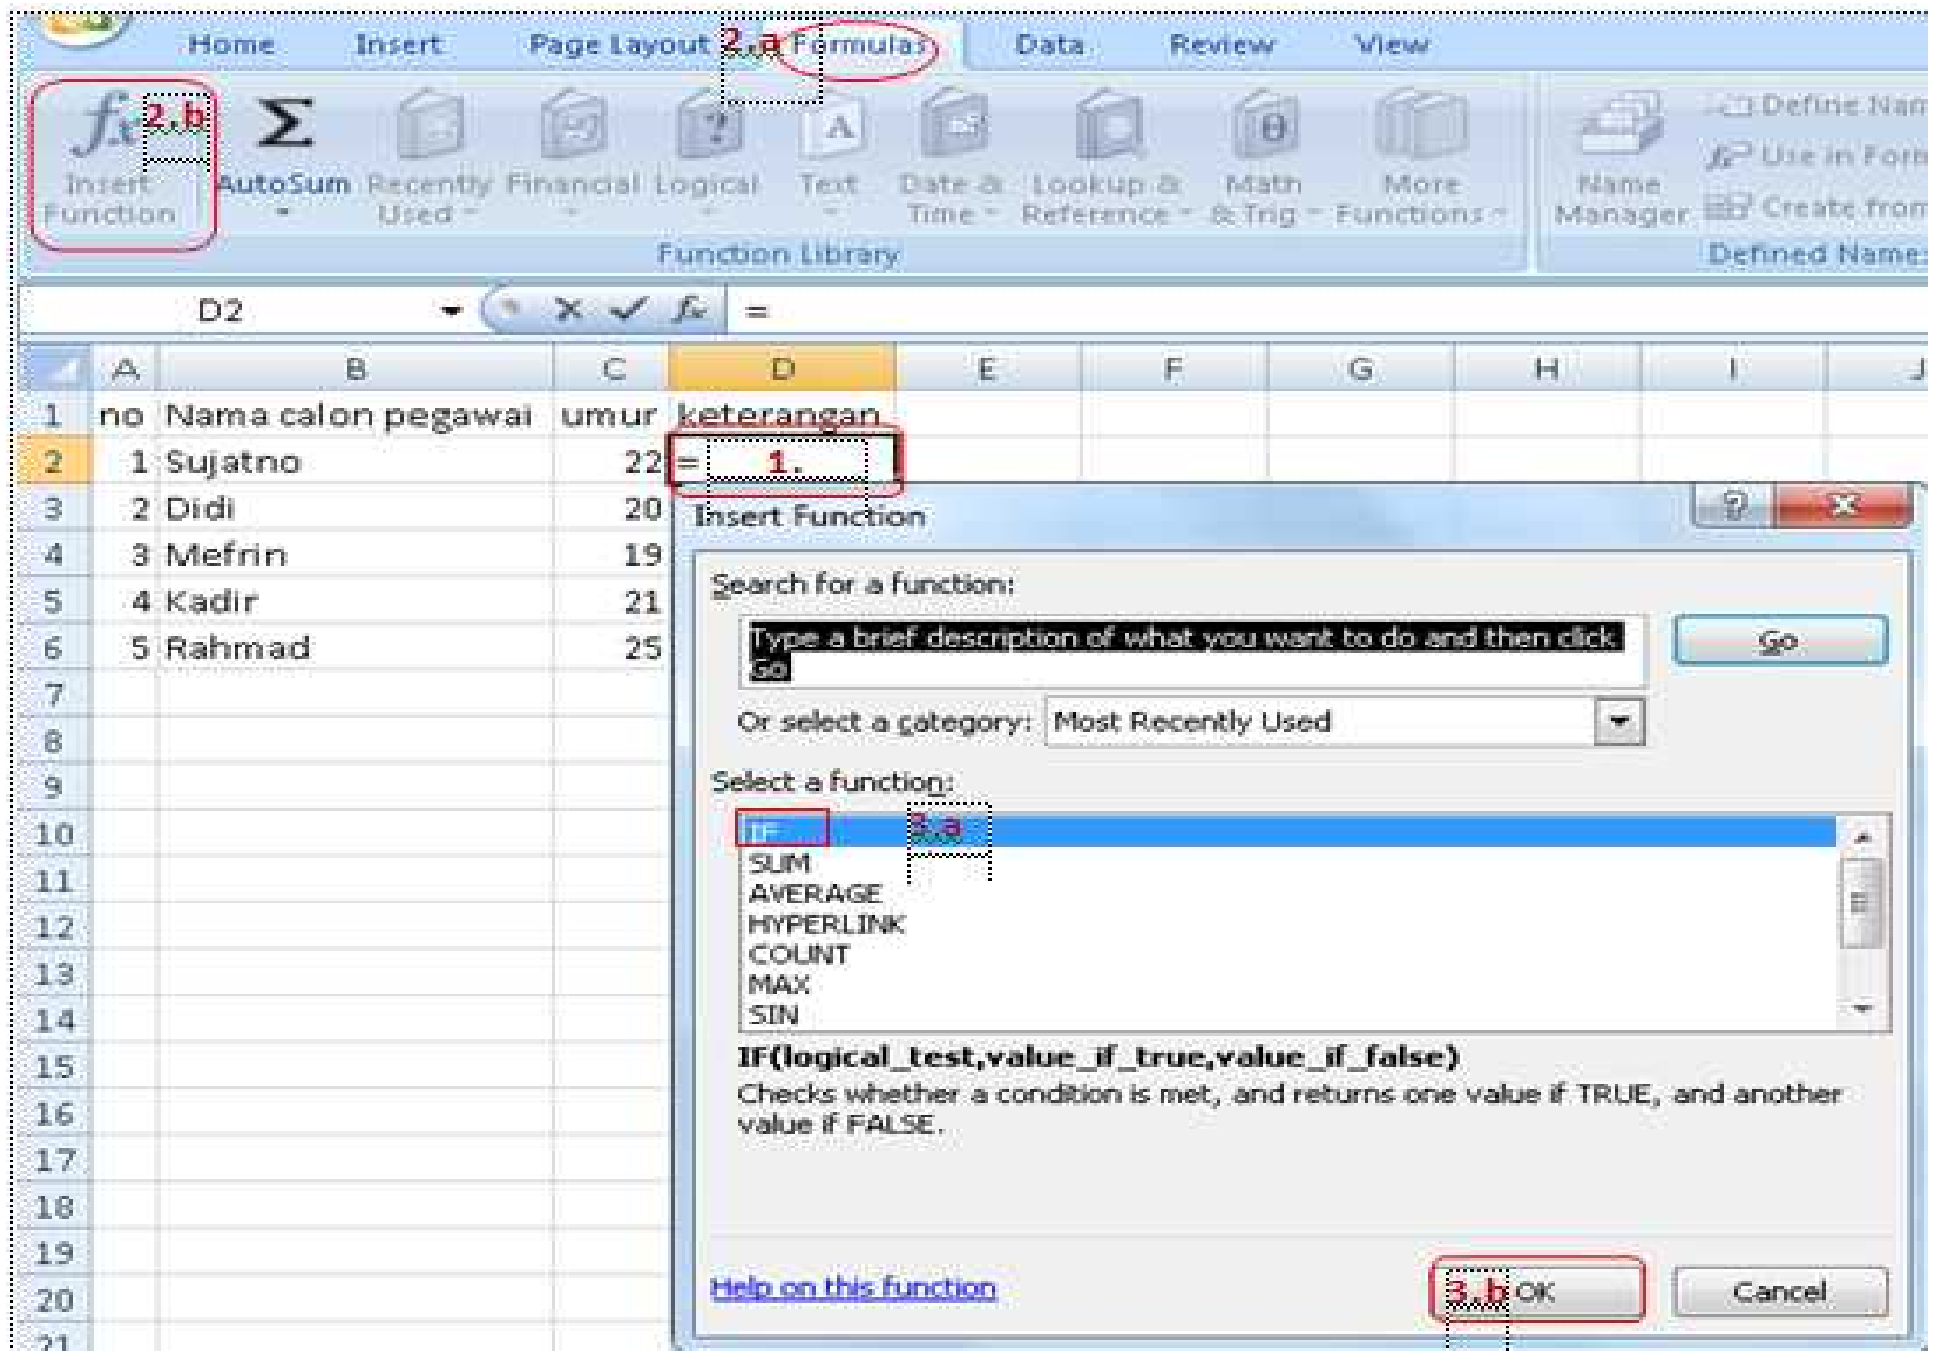 Home Insert Page Layout 2.a Formulas Data Review View
2.b
Insert Function
AutoSum
Recently Used
Financial
Logical
Text
Date & Time
Lookup & Reference
Math & Trig
More Functions
Name Manager
Define Nam
Use in Form
Create from
Function Library
Defined Name
D2 =
A B C D E F G H I J
1 no Nama calon pegawai umur keterangan
2 1 Sujatno 22 = 1.
3 2 Didi 20
4 3 Mefrin 19
5 4 Kadir 21
6 5 Rahmad 25
7
8
9
10
11
12
13
14
15
16
17
18
19
20
21
Insert Function
Search for a function:
Type a brief description of what you want to do and then click
Go
Go
Or select a category: Most Recently Used
Select a function:
IF 3.a
SUM
AVERAGE
HYPERLINK
COUNT
MAX
SIN
IF(logical_test,value_if_true,value_if_false)
Checks whether a condition is met, and returns one value if TRUE, and another
value if FALSE.
Help on this function 3.b OK Cancel